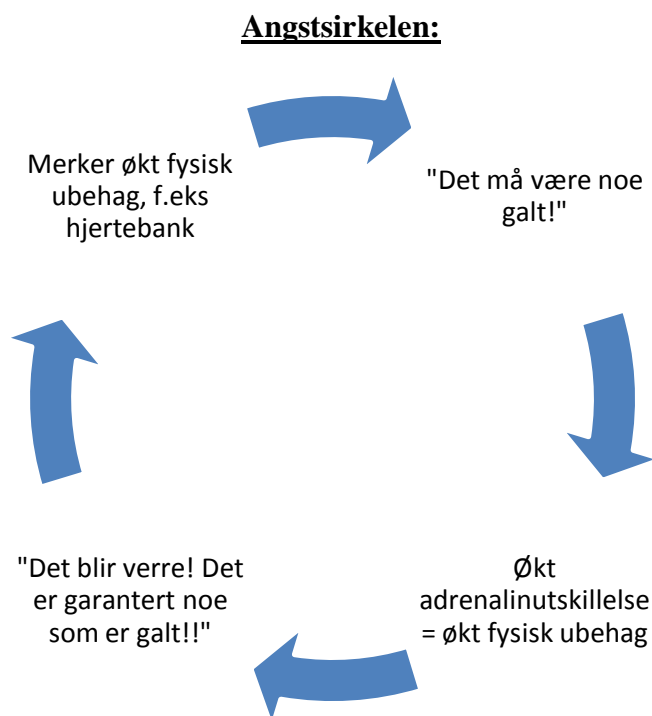 Angstsirkelen:
Merker økt fysisk
ubehag, f.eks
hjertebank
"Det må være noe
galt!"
Økt
adrenalinutskillelse
= økt fysisk ubehag
"Det blir verre! Det
er garantert noe
som er galt!!"